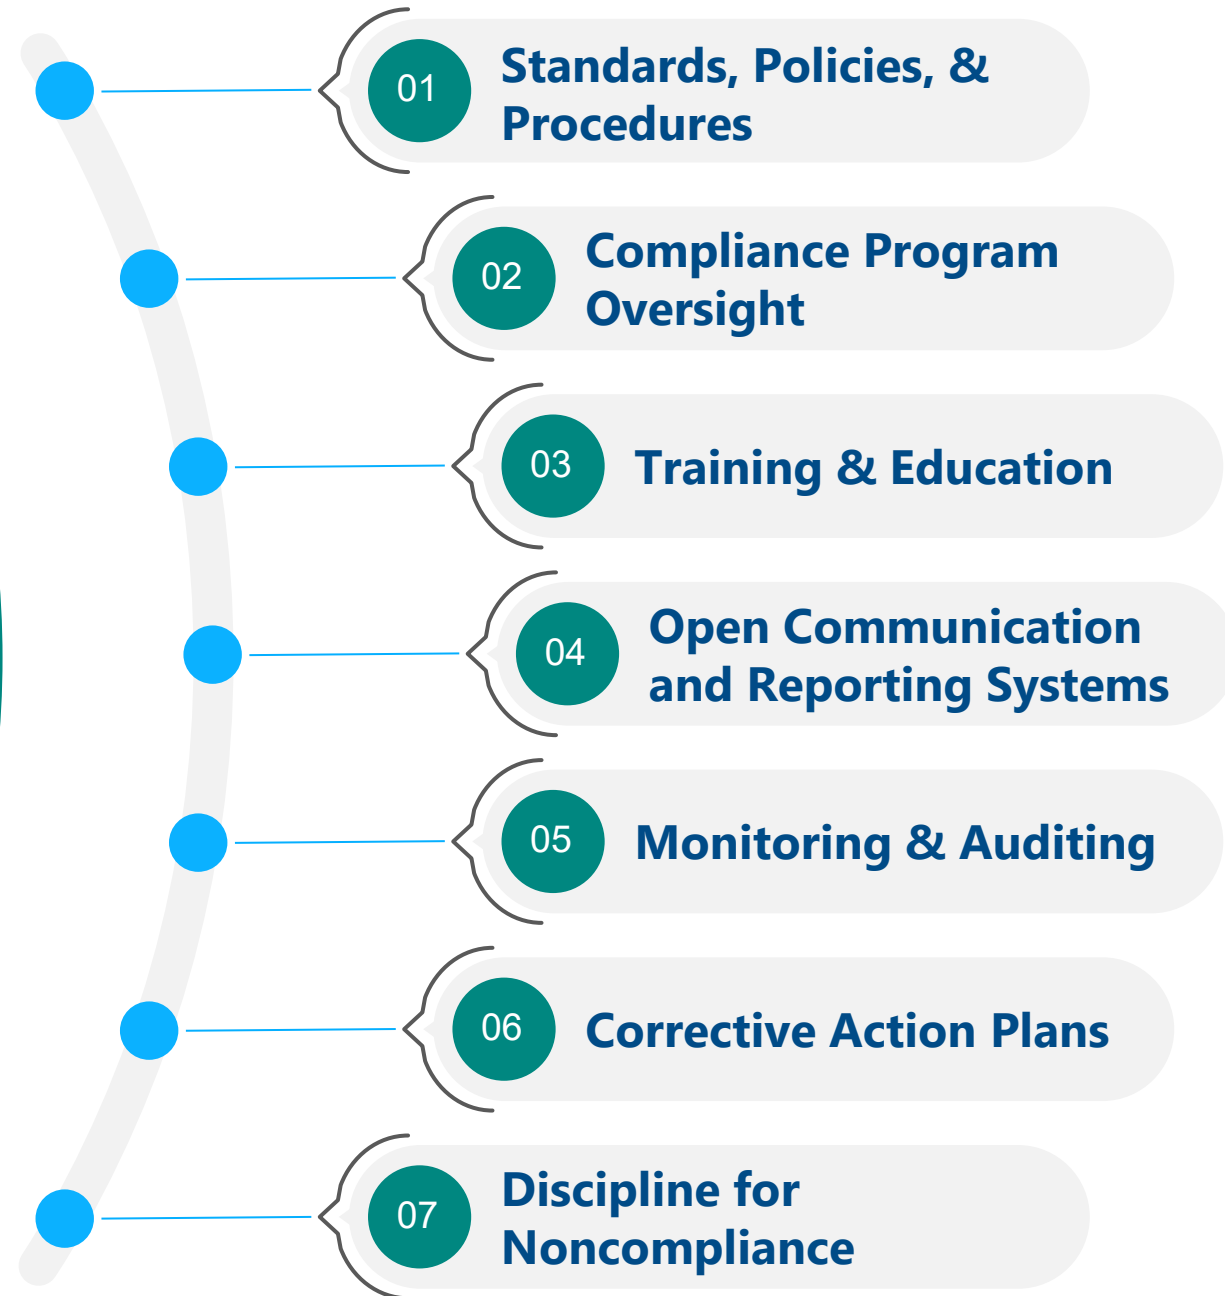 01
Standards, Policies, &
Procedures
02
Compliance Program
Oversight
03
Training & Education
04
Open Communication
and Reporting Systems
05
Monitoring & Auditing
06
Corrective Action Plans
07
Discipline for
Noncompliance